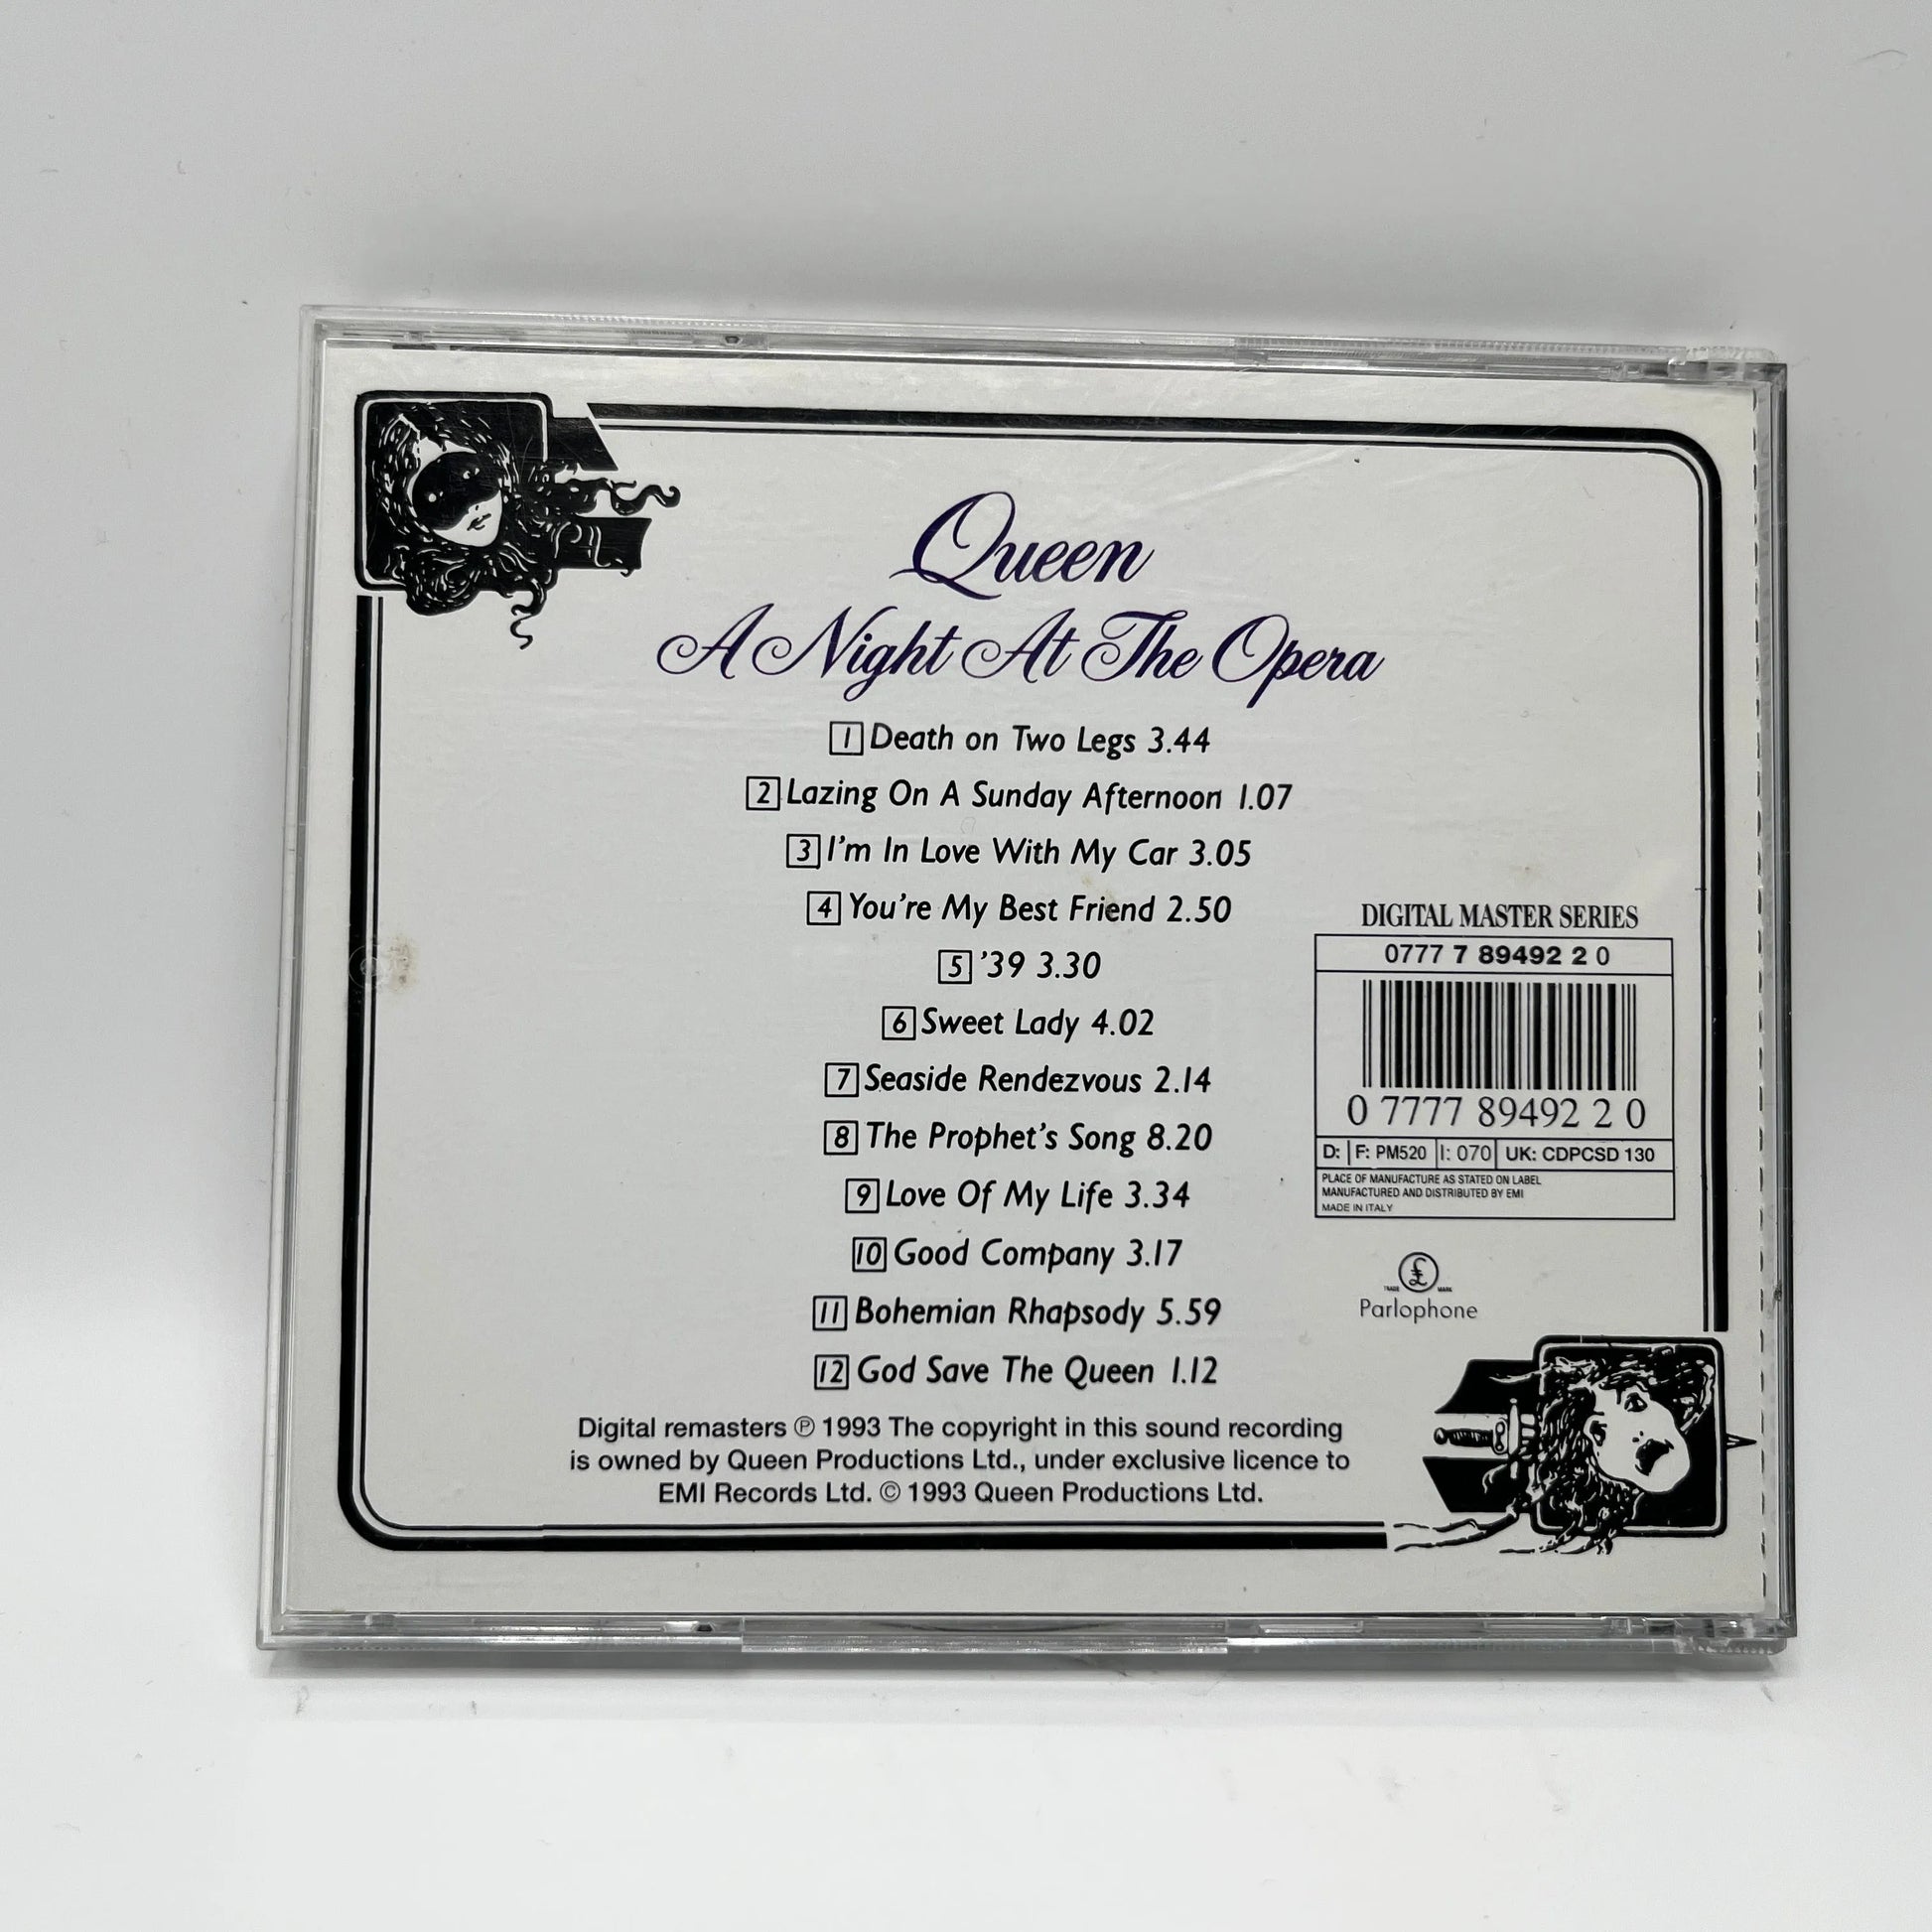 Queen
A Night At The Opera
1 Death on Two Legs 3.44
2 Lazing On A Sunday Afternoon 1.07
3 I'm In Love With My Car 3.05
4 You're My Best Friend 2.50
5 '39 3.30
6 Sweet Lady 4.02
7 Seaside Rendezvous 2.14
8 The Prophet's Song 8.20
9 Love Of My Life 3.34
10 Good Company 3.17
11 Bohemian Rhapsody 5.59
12 God Save The Queen 1.12
DIGITAL MASTER SERIES
0777 7 89492 2 0
0 7777 89492 2 0
D: F: PM520 I: 070 UK: CDPCSD 130
PLACE OF MANUFACTURE AS STATED ON LABEL
MANUFACTURED AND DISTRIBUTED BY EMI
MADE IN ITALY
£
TRADE MARK
Parlophone
Digital remasters ℗ 1993 The copyright in this sound recording
is owned by Queen Productions Ltd., under exclusive licence to
EMI Records Ltd. © 1993 Queen Productions Ltd.